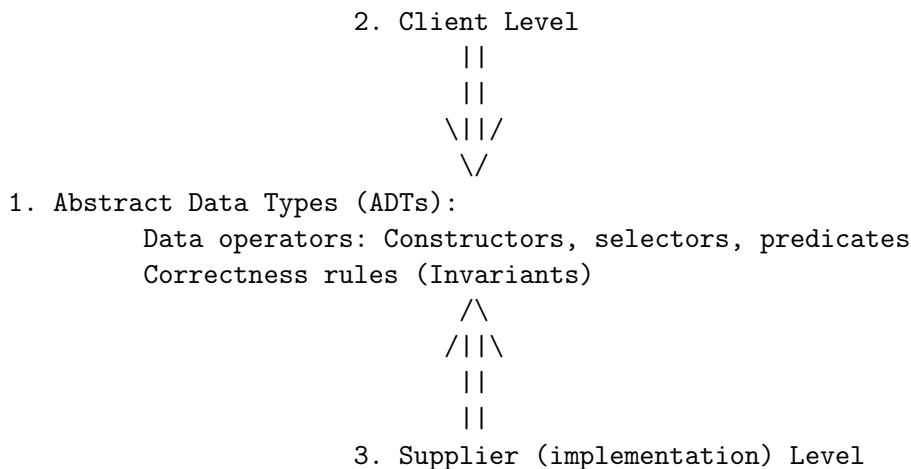 2. Client Level
||
||
\||/
\/
1. Abstract Data Types (ADTs):
Data operators: Constructors, selectors, predicates
Correctness rules (Invariants)
/\
/||\
||
||
3. Supplier (implementation) Level